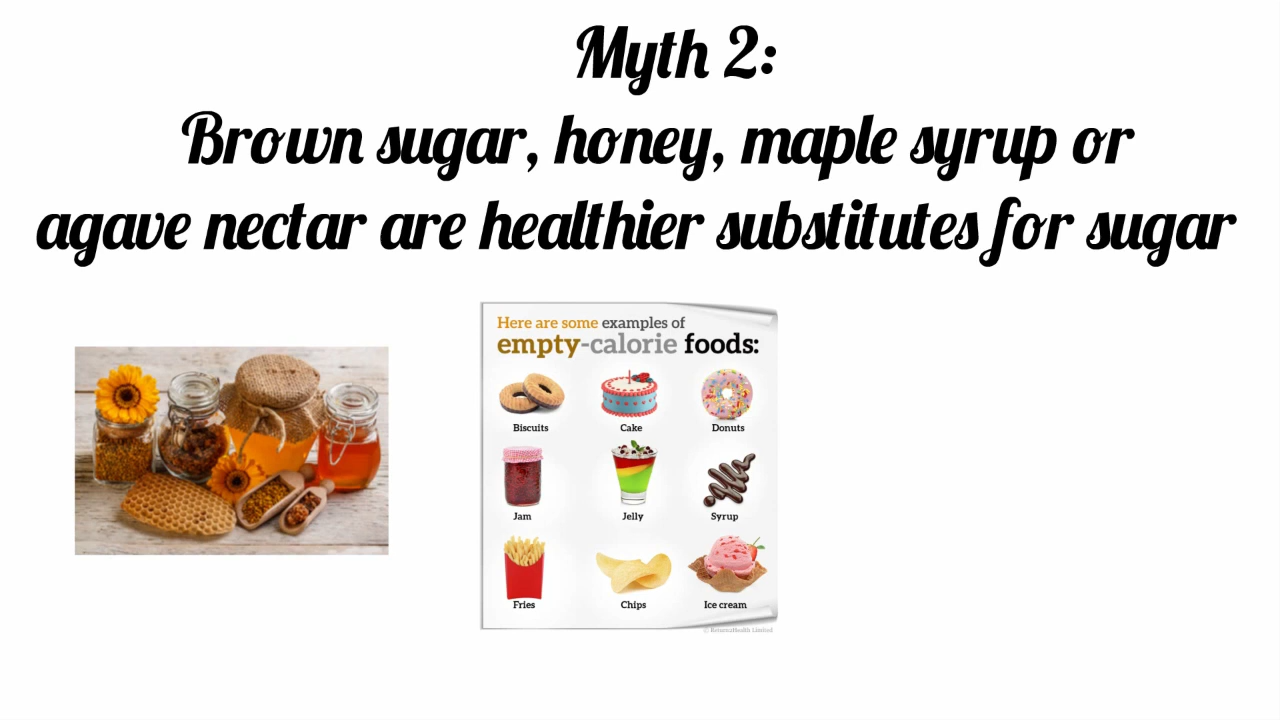 Myth 2:
Brown sugar, honey, maple syrup or
agave nectar are healthier substitutes for sugar
Here are some examples of
empty-calorie foods:
Biscuits
Cake
Donuts
Jam
Jelly
Syrup
Fries
Chips
Ice cream